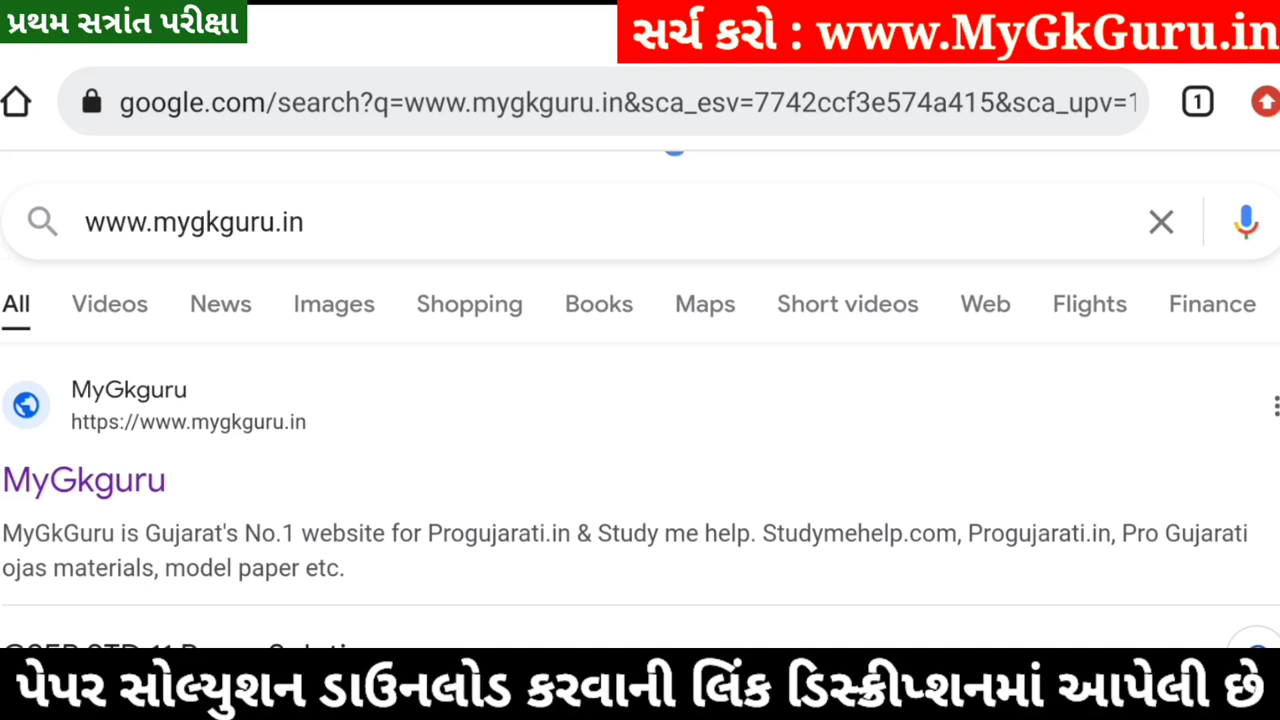 પ્રથમ સત્રાંત પરીક્ષા
સર્ચ કરો : www.MyGkGuru.in
google.com/search?q=www.mygkguru.in&sca_esv=7742ccf3e574a415&sca_upv=1
1
www.mygkguru.in
All Videos News Images Shopping Books Maps Short videos Web Flights Finance
MyGkguru
https://www.mygkguru.in
MyGkguru
MyGkGuru is Gujarat's No.1 website for Progujarati.in & Study me help. Studymehelp.com, Progujarati.in, Pro Gujarati
ojas materials, model paper etc.
પેપર સોલ્યુશન ડાઉનલોડ કરવાની લિંક ડિસ્ક્રીપ્શનમાં આપેલી છે